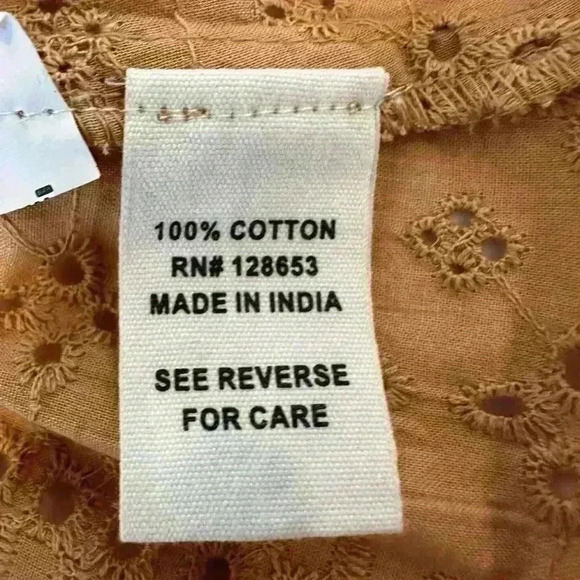 100% COTTON
RN# 128653
MADE IN INDIA
SEE REVERSE
FOR CARE